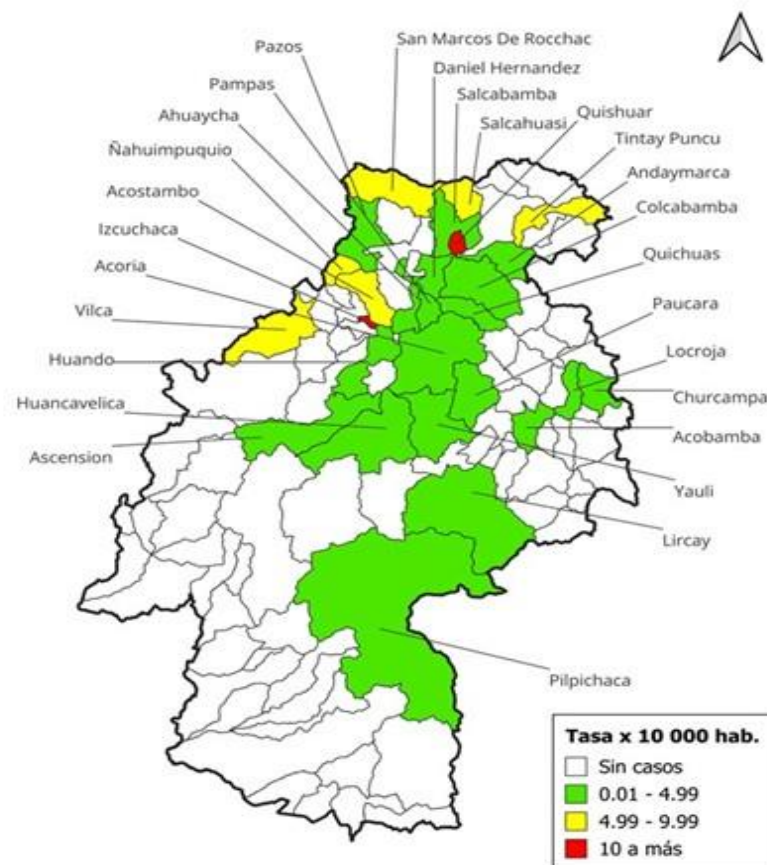 San Marcos De Rocchac
Pazos
Daniel Hernandez
Pampas
Salcabamba
Quishuar
Ahuaycha
Salcahuasi
Tintay Puncu
Ñahuimpuquio
Andaymarca
Acostambo
Colcabamba
Izcuchaca
Quichuas
Acoria
Paucara
Vilca
Locroja
Huando
Churcampa
Huancavelica
Acobamba
Ascension
Yauli
Lircay
Pilpichaca
Tasa x 10 000 hab.
Sin casos
0.01 - 4.99
4.99 - 9.99
10 a más